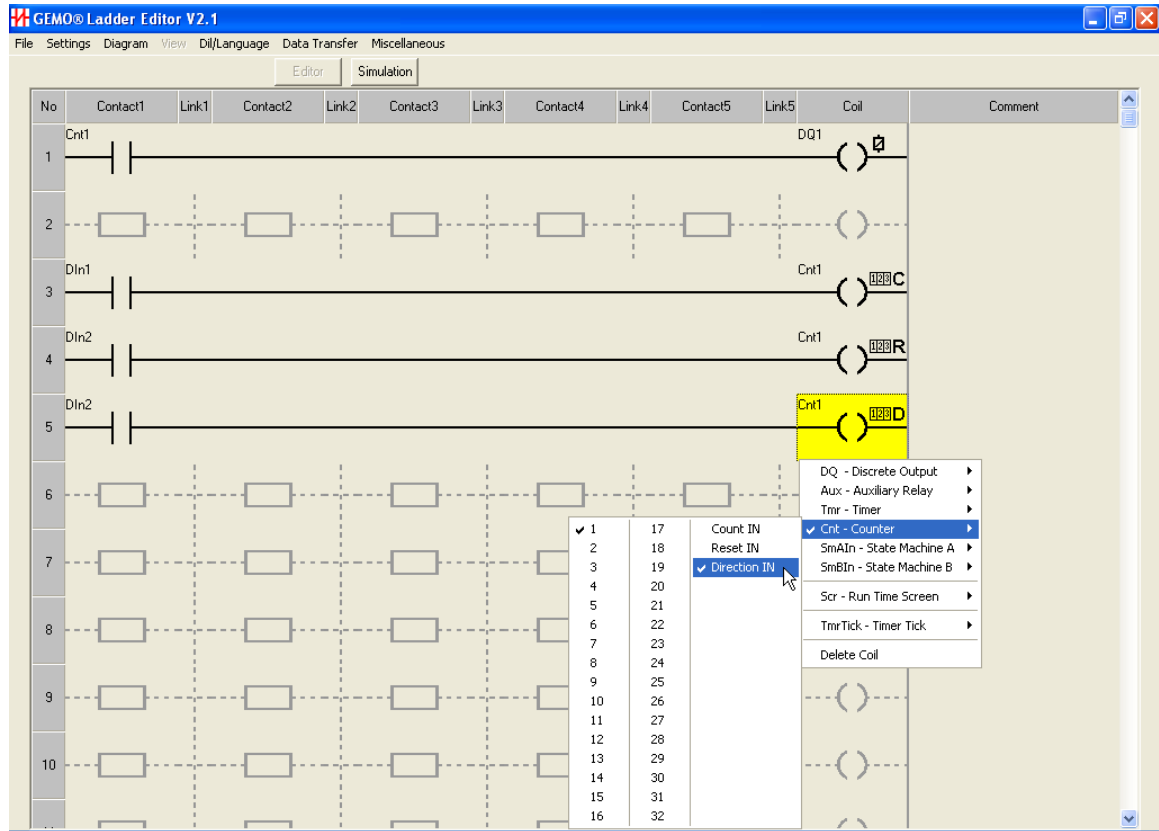 GEMO® Ladder Editor V2.1
File Settings Diagram View Dil/Language Data Transfer Miscellaneous
Editor Simulation
No Contact1 Link1 Contact2 Link2 Contact3 Link3 Contact4 Link4 Contact5 Link5 Coil Comment
Cnt1 DQ1
1
2
DIn1 Cnt1
3 123 C
DIn2 Cnt1
4 123 R
DIn2 Cnt1
5 123 D
6
7
8
9
10
DQ - Discrete Output
Aux - Auxiliary Relay
Tmr - Timer
Cnt - Counter
SmAIn - State Machine A
SmBIn - State Machine B
Scr - Run Time Screen
TmrTick - Timer Tick
Delete Coil
1 17 Count IN
2 18 Reset IN
3 19 Direction IN
4 20
5 21
6 22
7 23
8 24
9 25
10 26
11 27
12 28
13 29
14 30
15 31
16 32